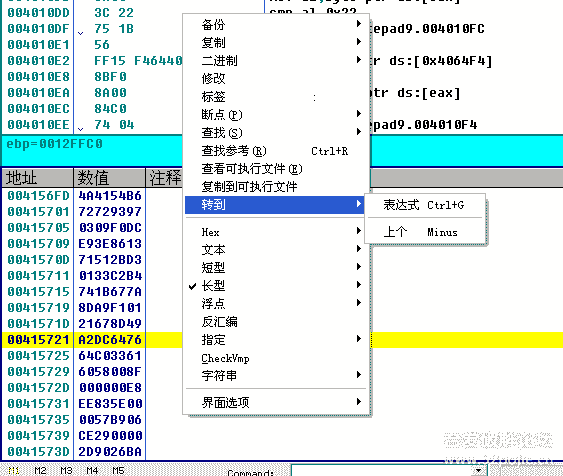 004010DD 3C 22
004010DF 75 1B epad9.004010FC
004010E1 56
004010E2 FF15 F46440 tr ds:[0x4064F4]
004010E8 8BF0
004010EA 8A00 ptr ds:[eax]
004010EC 84C0
004010EE 74 04 epad9.004010F4
ebp=0012FFC0
地址 数值 注释
004156FD 4A4154B6
00415701 72729397
00415705 0309F0DC
00415709 E93E8613
0041570D 71512BD3
00415711 0133C2B4
00415715 741B677A
00415719 8DA9F101
0041571D 21678D49
00415721 A2DC6476
00415725 64C03361
00415729 6058008F
0041572D 000000E8
00415731 EE835E00
00415735 0057B906
00415739 CE290000
0041573D 2D9026BA
备份
复制
二进制
修改
标签 :
断点(P)
查找(S)
查找参考(R) Ctrl+R
查看可执行文件(E)
复制到可执行文件
转到
Hex
文本
短型
长型
浮点
反汇编
指定
CheckVmp
字符串
界面选项
表达式 Ctrl+G
上个 Minus
M1 M2 M3 M4 M5 Command: